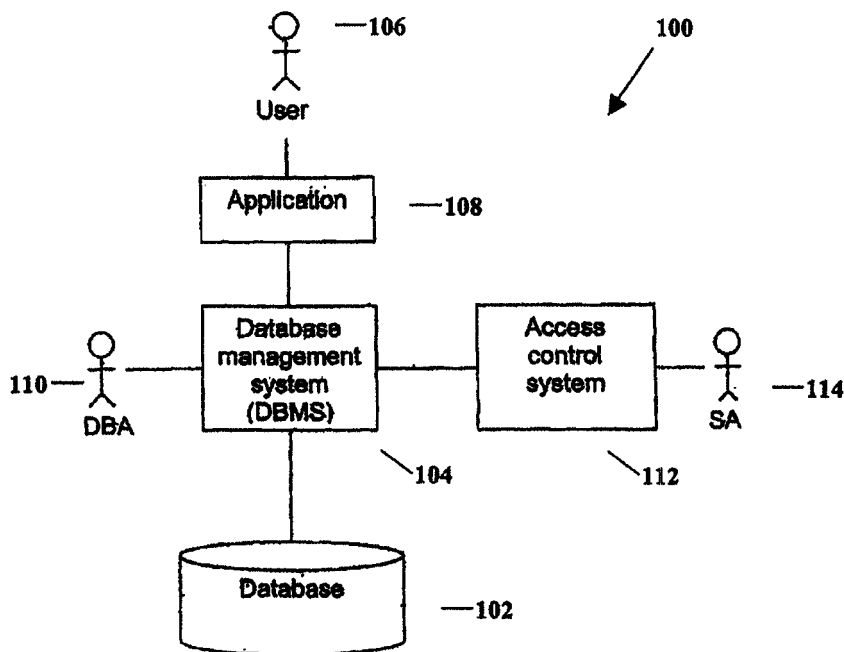 106
100
User
Application
108
Database
management
system
(DBMS)
Access
control
system
110
DBA
SA
114
104
112
Database
102